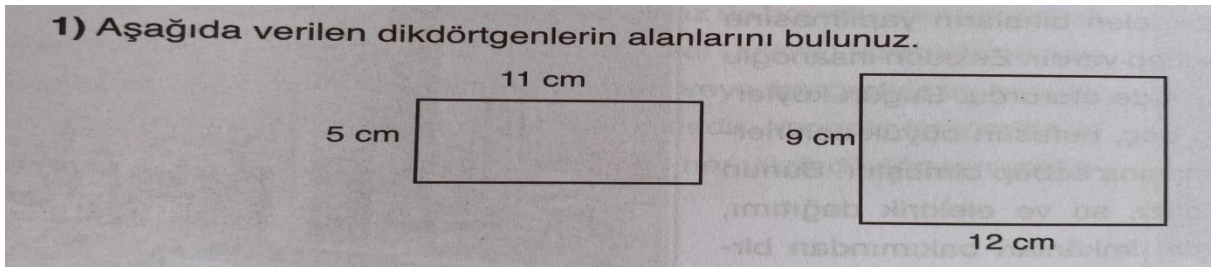 1) Aşağıda verilen dikdörtgenlerin alanlarını bulunuz.
11 cm
5 cm
9 cm
12 cm